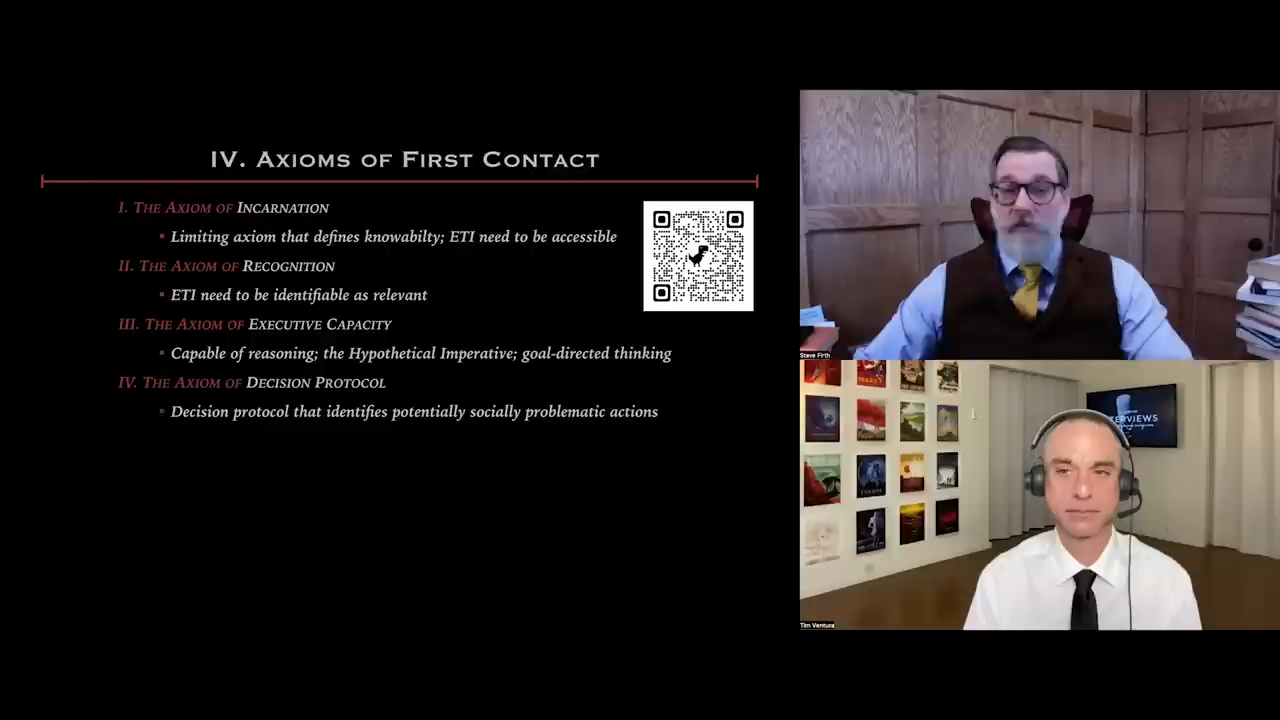 IV. AXIOMS OF FIRST CONTACT
I. THE AXIOM OF INCARNATION
▪ Limiting axiom that defines knowabilty; ETI need to be accessible
II. THE AXIOM OF RECOGNITION
▪ ETI need to be identifiable as relevant
III. THE AXIOM OF EXECUTIVE CAPACITY
▪ Capable of reasoning; the Hypothetical Imperative; goal-directed thinking
IV. THE AXIOM OF DECISION PROTOCOL
▪ Decision protocol that identifies potentially socially problematic actions
Steve Firth
TERVIEWS
EUROPA
Tim Ventura